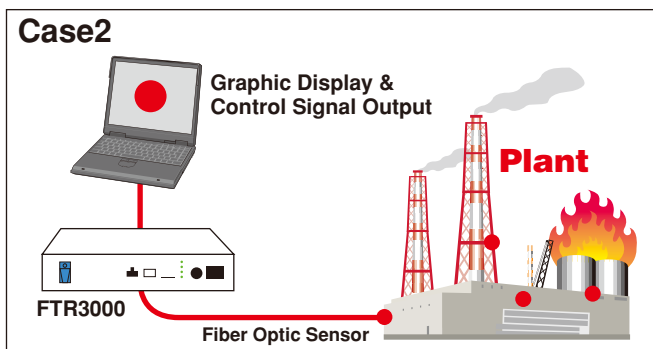 Case2
Graphic Display &
Control Signal Output
Plant
FTR3000
Fiber Optic Sensor